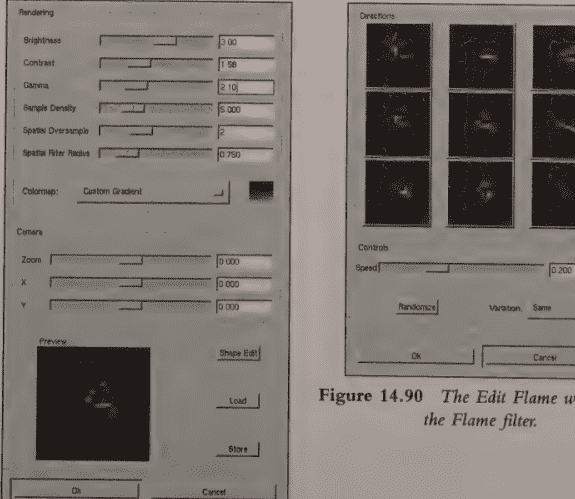 Rendering
Brightness 3.00
Contrast 1.58
Gamma 2.10
Sample Density 5.000
Spatial Oversample 2
Spatial Filter Radius 0.750
Colormap: Custom Gradient
Camera
Zoom 0.000
X 0.000
Y 0.000
Preview
Shape Edit
Load
Store
Ok Cancel
Directions
Controls
Speed 0.200
Randomize Variation: Same
Ok Cancel
Figure 14.90 The Edit Flame
the Flame filter.